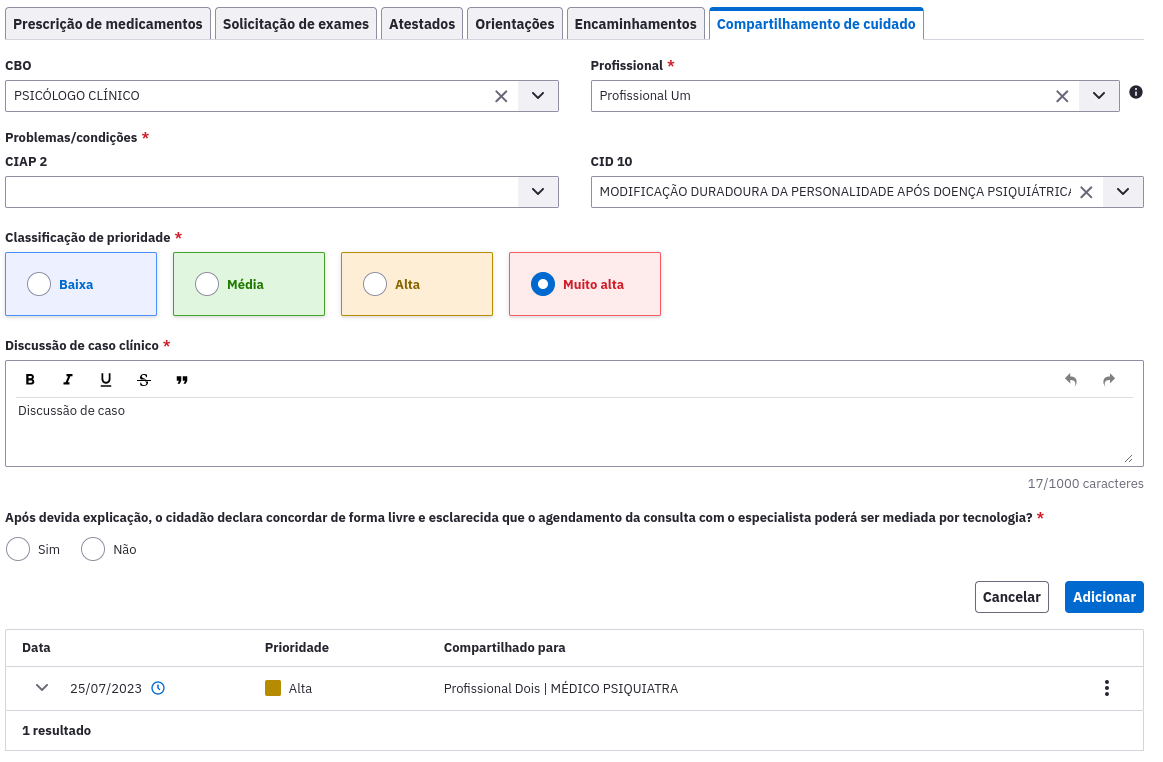 Prescrição de medicamentos Solicitação de exames Atestados Orientações Encaminhamentos Compartilhamento de cuidado
CBO Profissional *
PSICÓLOGO CLÍNICO Profissional Um
Problemas/condições *
CIAP 2 CID 10
MODIFICAÇÃO DURADOURA DA PERSONALIDADE APÓS DOENÇA PSIQUIÁTRICA
Classificação de prioridade *
Baixa Média Alta Muito alta
Discussão de caso clínico *
B I U S
Discussão de caso
17/1000 caracteres
Após devida explicação, o cidadão declara concordar de forma livre e esclarecida que o agendamento da consulta com o especialista poderá ser mediada por tecnologia? *
Sim Não
Cancelar Adicionar
Data Prioridade Compartilhado para
25/07/2023 Alta Profissional Dois | MÉDICO PSIQUIATRA
1 resultado